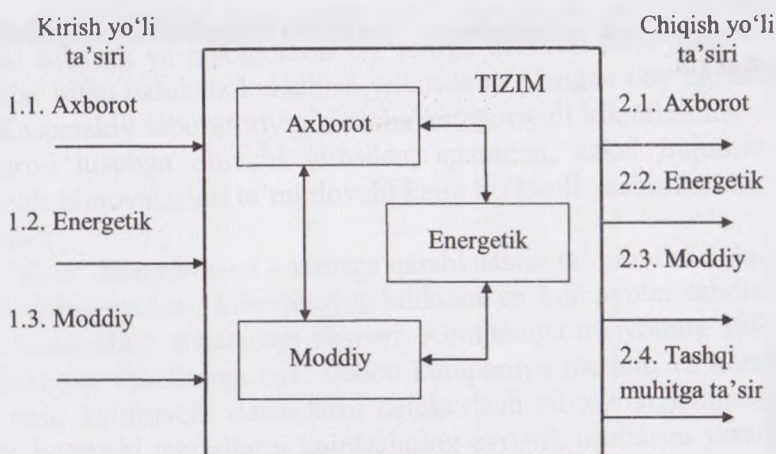 Kirish yo‘li
ta’siri
1.1. Axborot
1.2. Energetik
1.3. Moddiy
TIZIM
Axborot
Energetik
Moddiy
Chiqish yo‘li
ta’siri
2.1. Axborot
2.2. Energetik
2.3. Moddiy
2.4. Tashqi
muhitga ta’sir